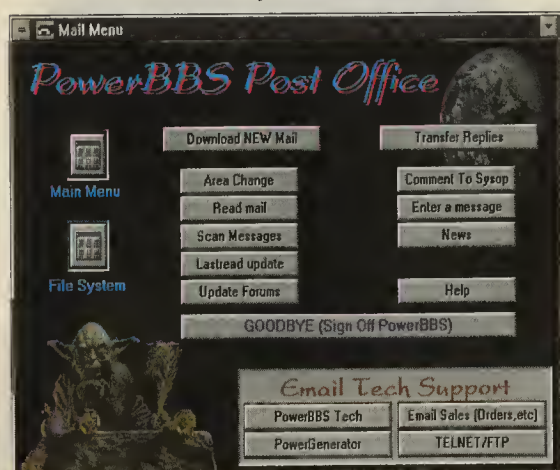 Mail Menu
PowerBBS Post Office
Download NEW Mail
Transfer Replies
Main Menu
File System
Area Change
Read mail
Scan Messages
Lastread update
Update Forums
Comment To Sysop
Enter a message
News
Help
GOODBYE (Sign Off PowerBBS)
Email Tech Support
PowerBBS Tech
Email Sales (Orders,etc)
PowerGenerator
TELNET/FTP